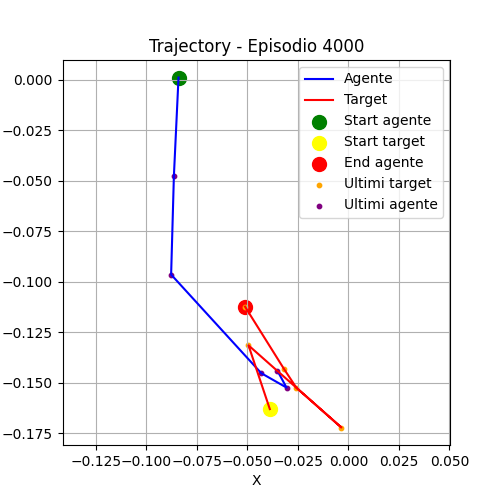 Trajectory - Episodio 4000
Agente
Target
Start agente
Start target
End agente
Ultimi target
Ultimi agente
0.000
−0.025
−0.050
−0.075
−0.100
−0.125
−0.150
−0.175
−0.125 −0.100 −0.075 −0.050 −0.025 0.000 0.025 0.050
X